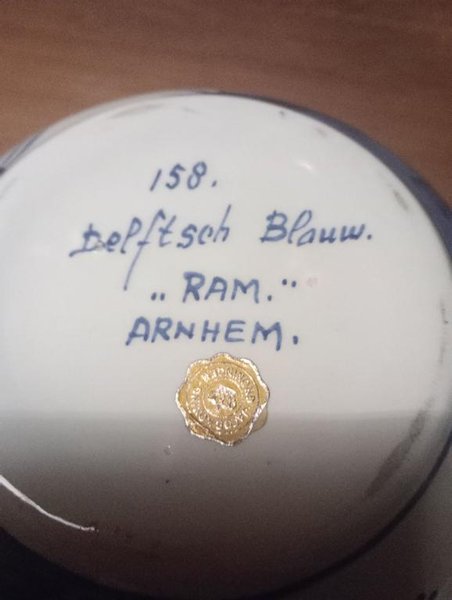 158.
Delftsch Blauw.
„RAM.”
ARNHEM.